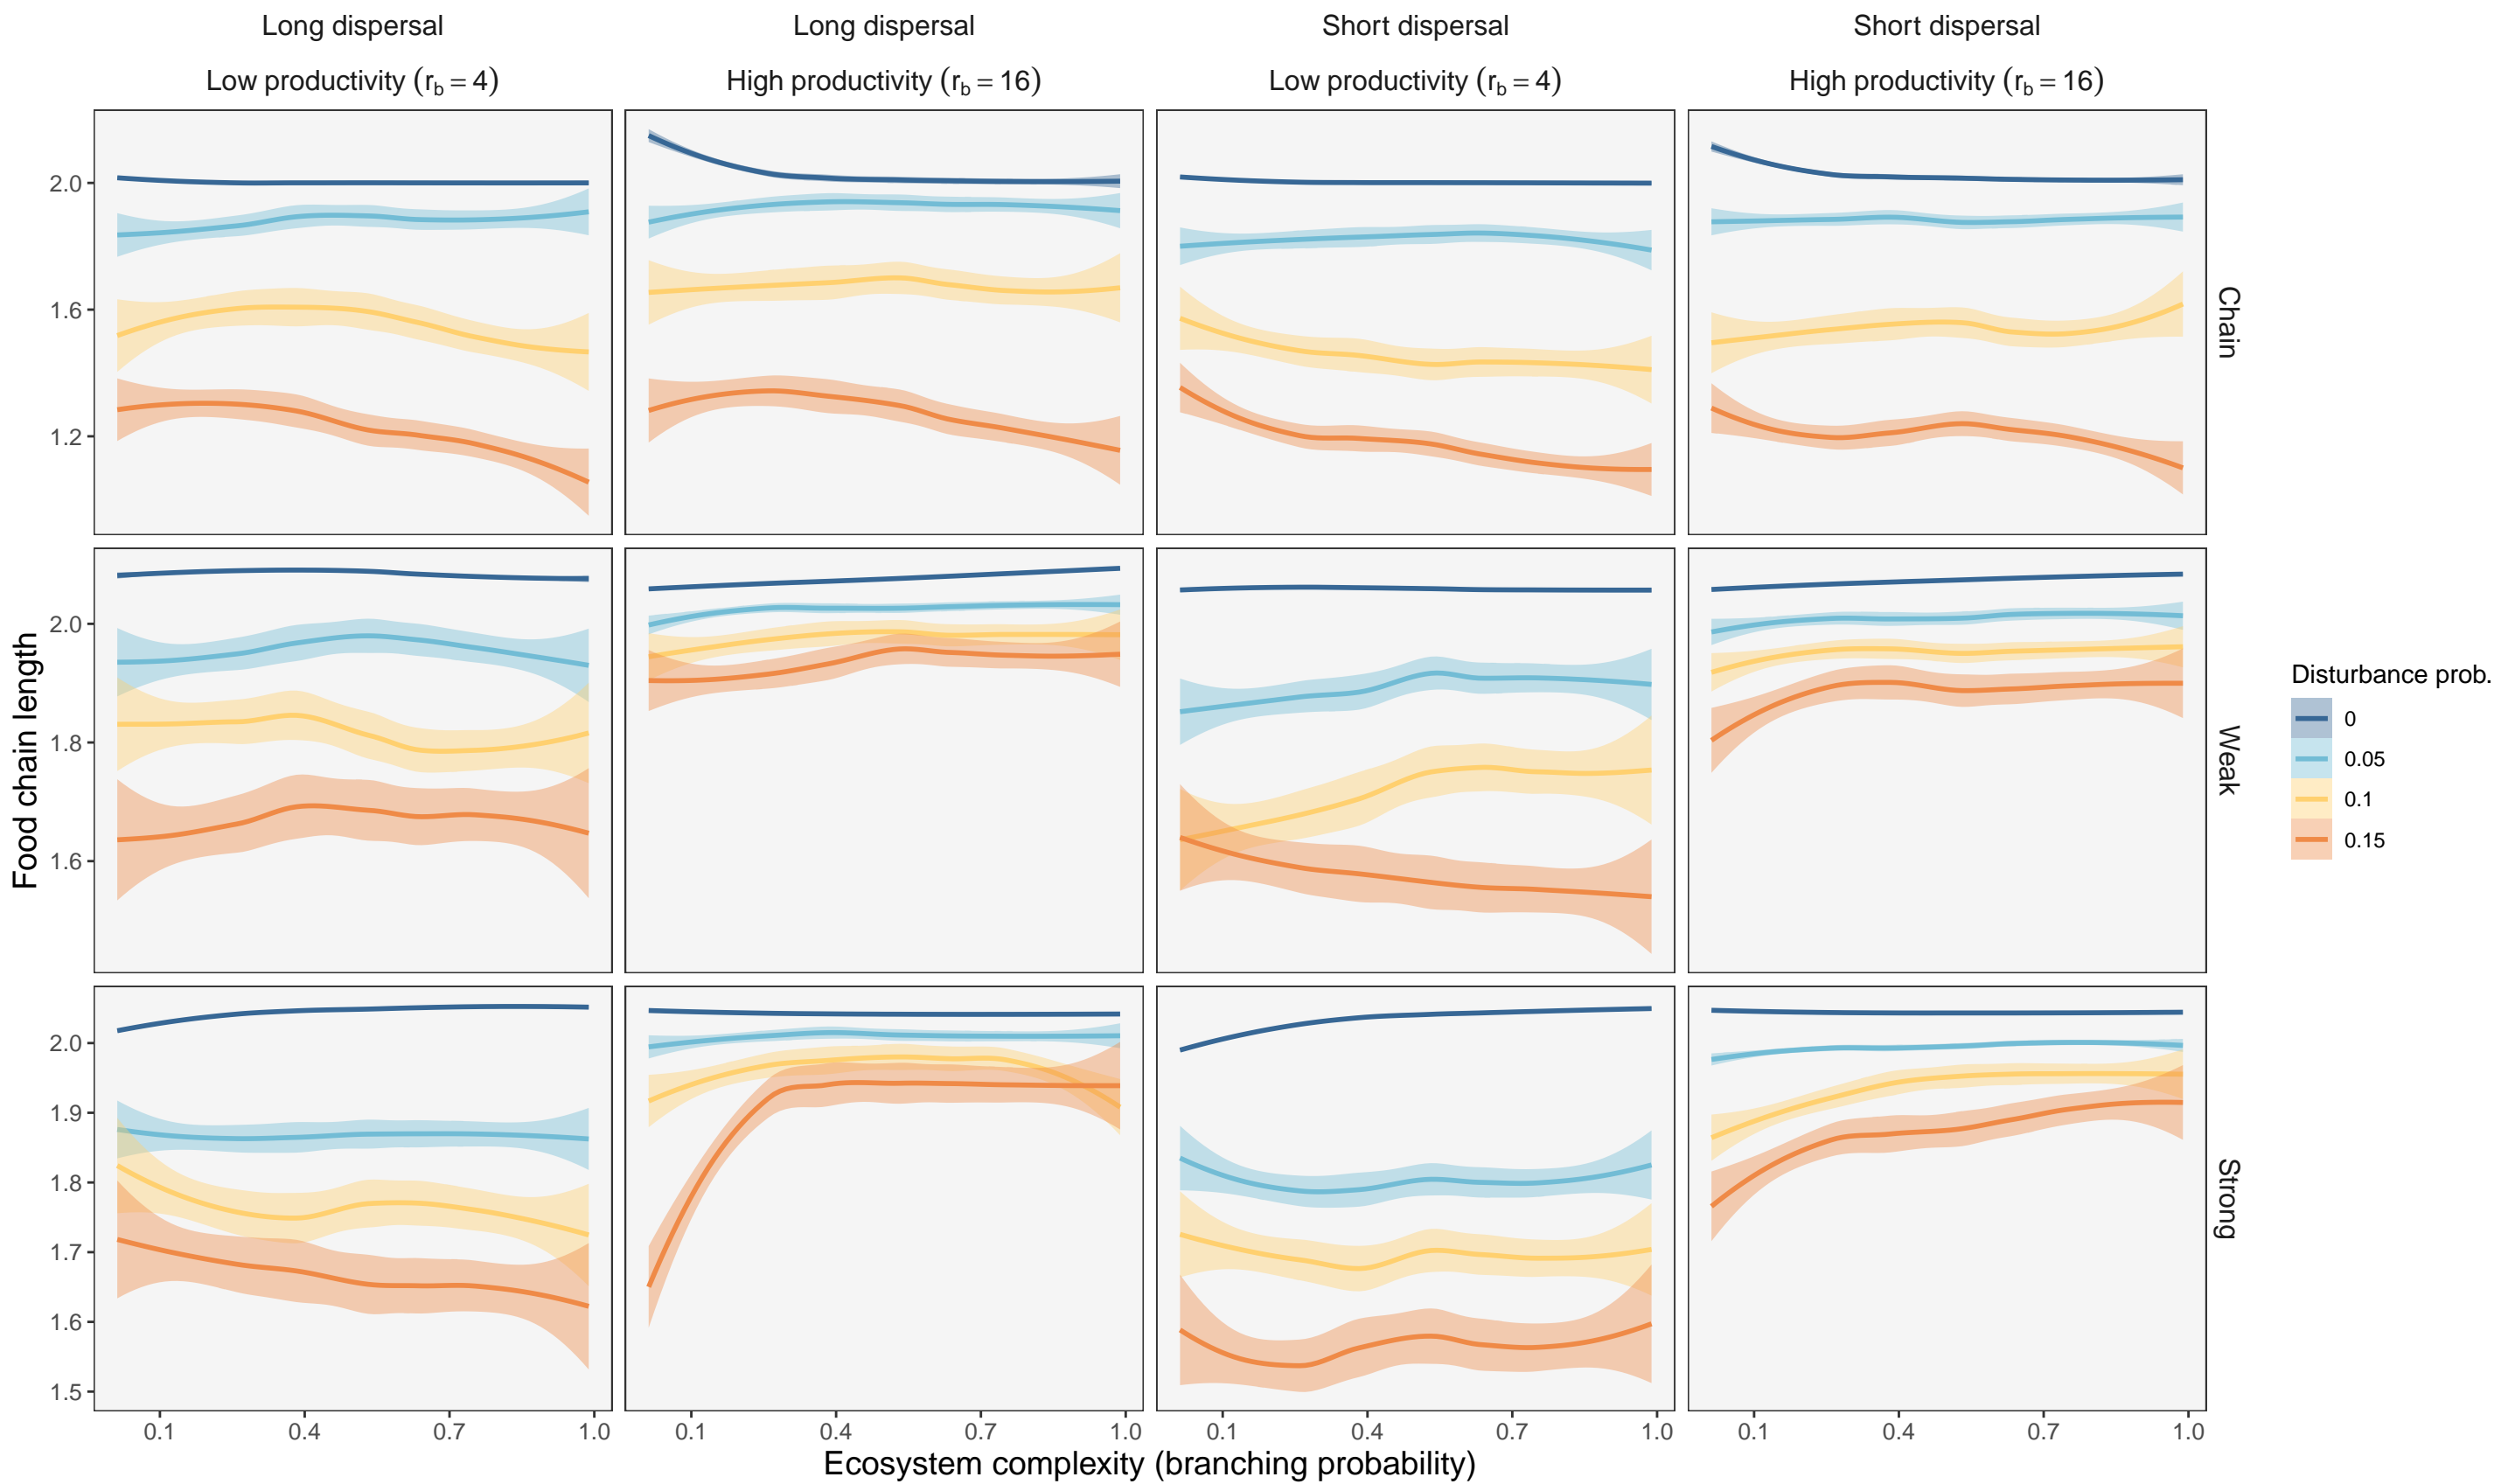 Long dispersal
Long dispersal
Short dispersal
Short dispersal
Low productivity (r_b = 4)
High productivity (r_b = 16)
Low productivity (r_b = 4)
High productivity (r_b = 16)
2.0
1.6
1.2
Chain
2.0
1.8
1.6
Weak
2.0
1.9
1.8
1.7
1.6
1.5
Strong
Food chain length
0.1 0.4 0.7 1.0
0.1 0.4 0.7 1.0
0.1 0.4 0.7 1.0
0.1 0.4 0.7 1.0
Ecosystem complexity (branching probability)
Disturbance prob.
0
0.05
0.1
0.15